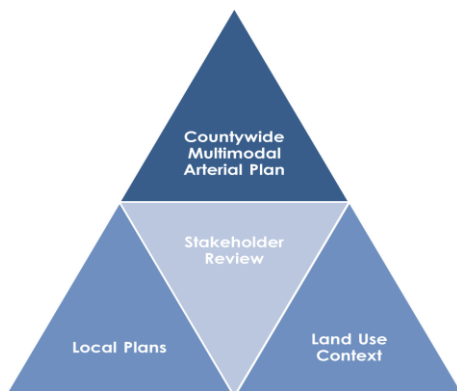 Countywide
Multimodal
Arterial Plan
Stakeholder
Review
Local Plans
Land Use
Context